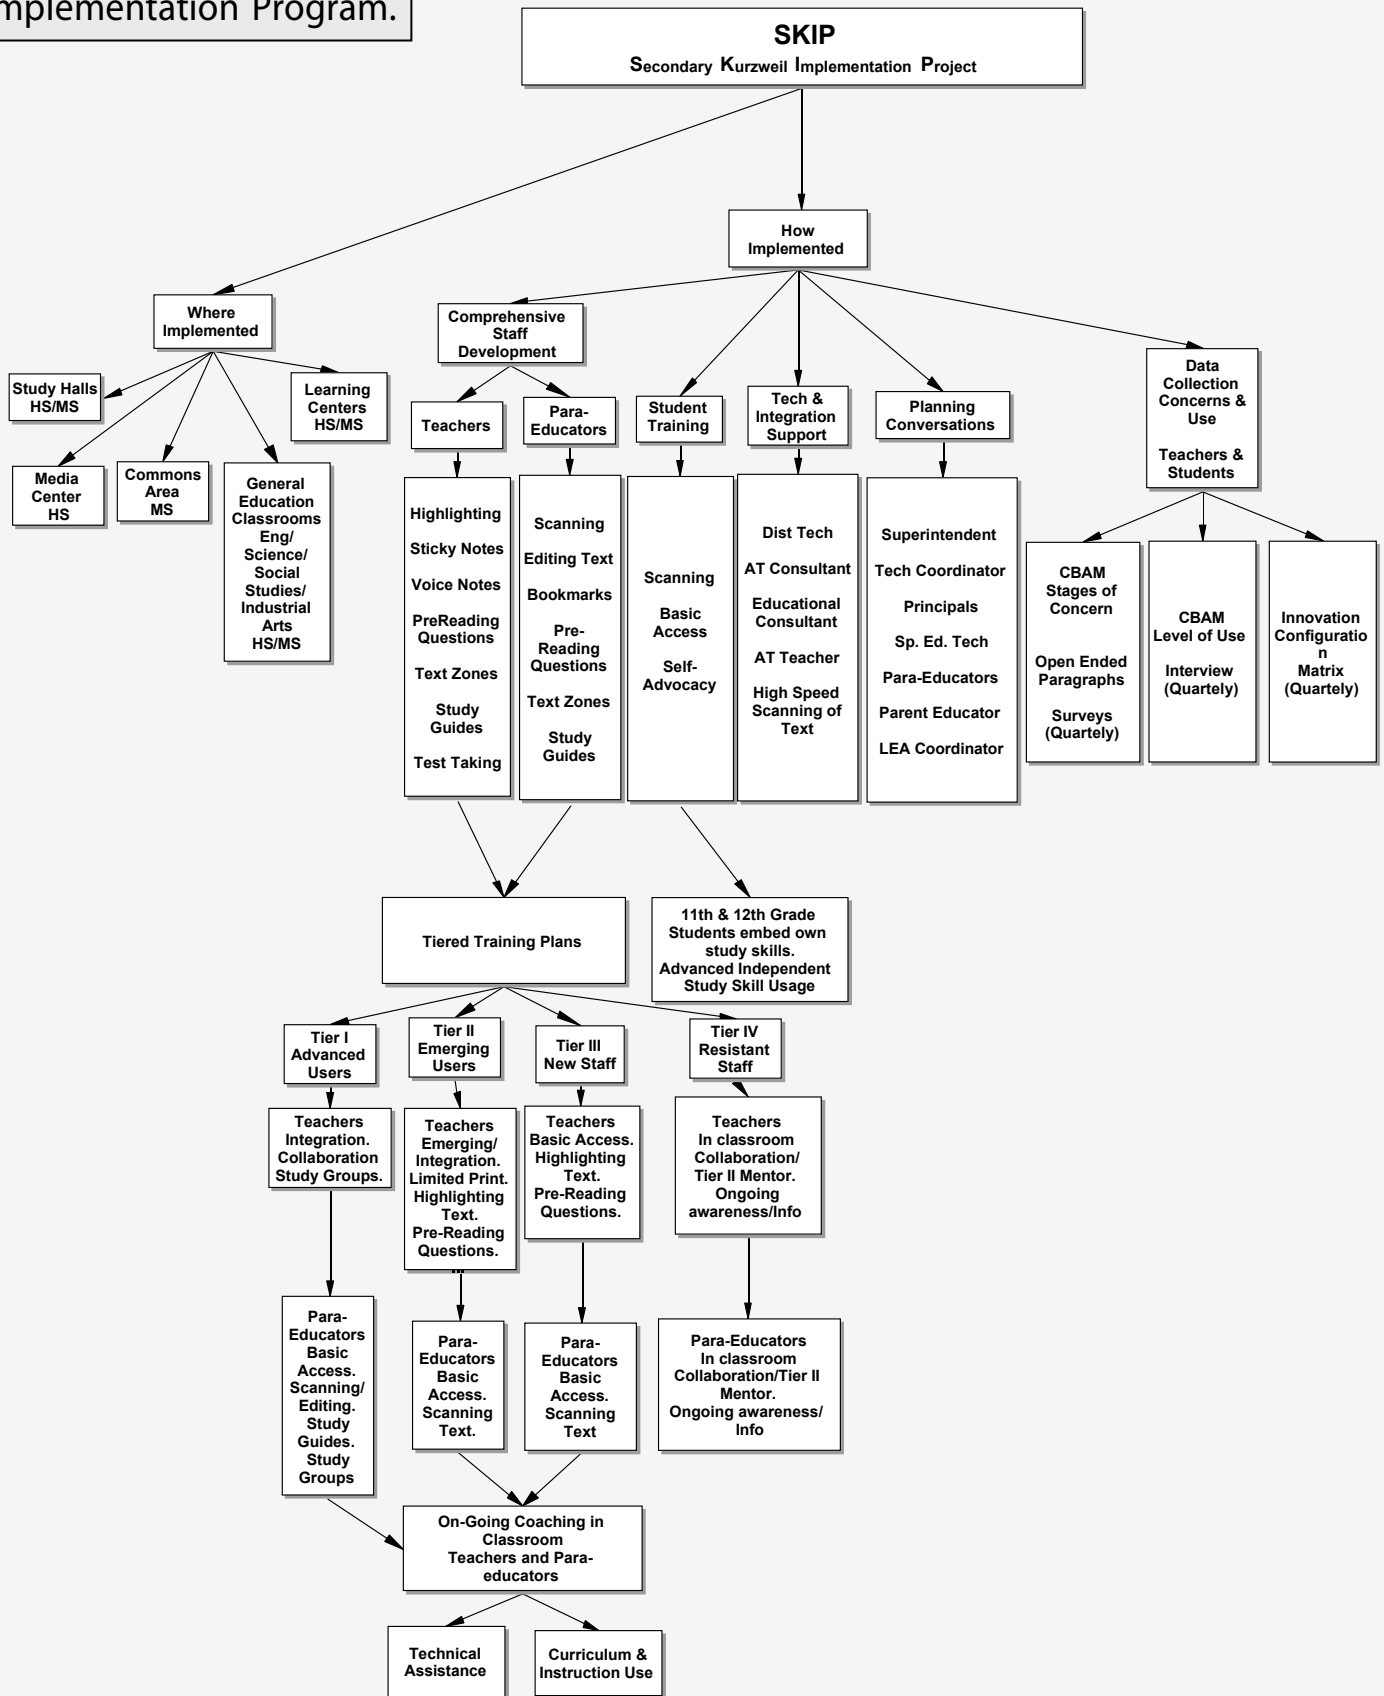 mplementation Program.
SKIP
Secondary Kurzweil Implementation Project
How
Implemented
Where
Implemented
Study Halls
HS/MS
Media
Center
HS
Commons
Area
MS
General
Education
Classrooms
Eng/
Science/
Social
Studies/
Industrial
Arts
HS/MS
Learning
Centers
HS/MS
Comprehensive
Staff
Development
Teachers
Para-
Educators
Student
Training
Tech &
Integration
Support
Planning
Conversations
Data
Collection
Concerns &
Use
Teachers &
Students
Highlighting
Sticky Notes
Voice Notes
PreReading
Questions
Text Zones
Study
Guides
Test Taking
Scanning
Editing Text
Bookmarks
Pre-
Reading
Questions
Text Zones
Study
Guides
Scanning
Basic
Access
Self-
Advocacy
Dist Tech
AT Consultant
Educational
Consultant
AT Teacher
High Speed
Scanning of
Text
Superintendent
Tech Coordinator
Principals
Sp. Ed. Tech
Para-Educators
Parent Educator
LEA Coordinator
CBAM
Stages of
Concern
Open Ended
Paragraphs
Surveys
(Quartely)
CBAM
Level of Use
Interview
(Quartely)
Innovation
Configuratio
n
Matrix
(Quartely)
Tiered Training Plans
11th & 12th Grade
Students embed own
study skills.
Advanced Independent
Study Skill Usage
Tier I
Advanced
Users
Tier II
Emerging
Users
Tier III
New Staff
Tier IV
Resistant
Staff
Teachers
Integration.
Collaboration
Study Groups.
Teachers
Emerging/
Integration.
Limited Print.
Highlighting
Text.
Pre-Reading
Questions.
Teachers
Basic Access.
Highlighting
Text.
Pre-Reading
Questions.
Teachers
In classroom
Collaboration/
Tier II Mentor.
Ongoing
awareness/Info
Para-
Educators
Basic
Access.
Scanning/
Editing.
Study
Guides.
Study
Groups
Para-
Educators
Basic
Access.
Scanning
Text.
Para-
Educators
Basic
Access.
Scanning
Text
Para-Educators
In classroom
Collaboration/Tier II
Mentor.
Ongoing awareness/
Info
On-Going Coaching in
Classroom
Teachers and Para-
educators
Technical
Assistance
Curriculum &
Instruction Use